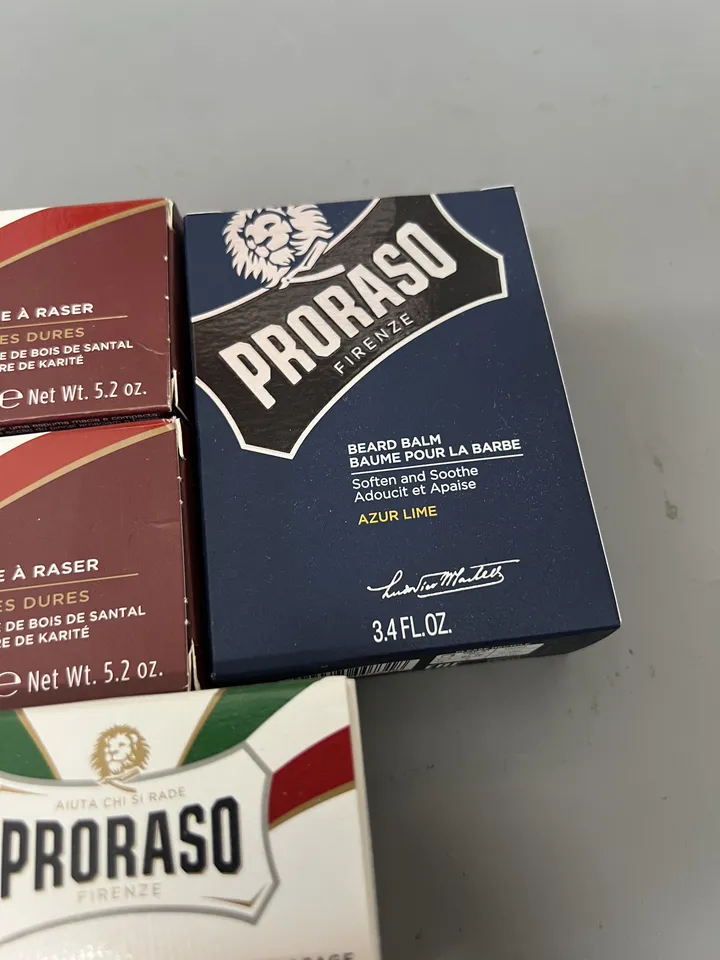 PRORASO
FIRENZE
BEARD BALM
BAUME POUR LA BARBE
Soften and Soothe
Adoucit et Apaise
AZUR LIME
Ludovico Martelli
3.4 FL.OZ.
E À RASER
ES DURES
E DE BOIS DE SANTAL
RE DE KARITÉ
e Net Wt. 5.2 oz.
E À RASER
ES DURES
E DE BOIS DE SANTAL
RE DE KARITÉ
e Net Wt. 5.2 oz.
AIUTA CHI SI RADE
PRORASO
FIRENZE